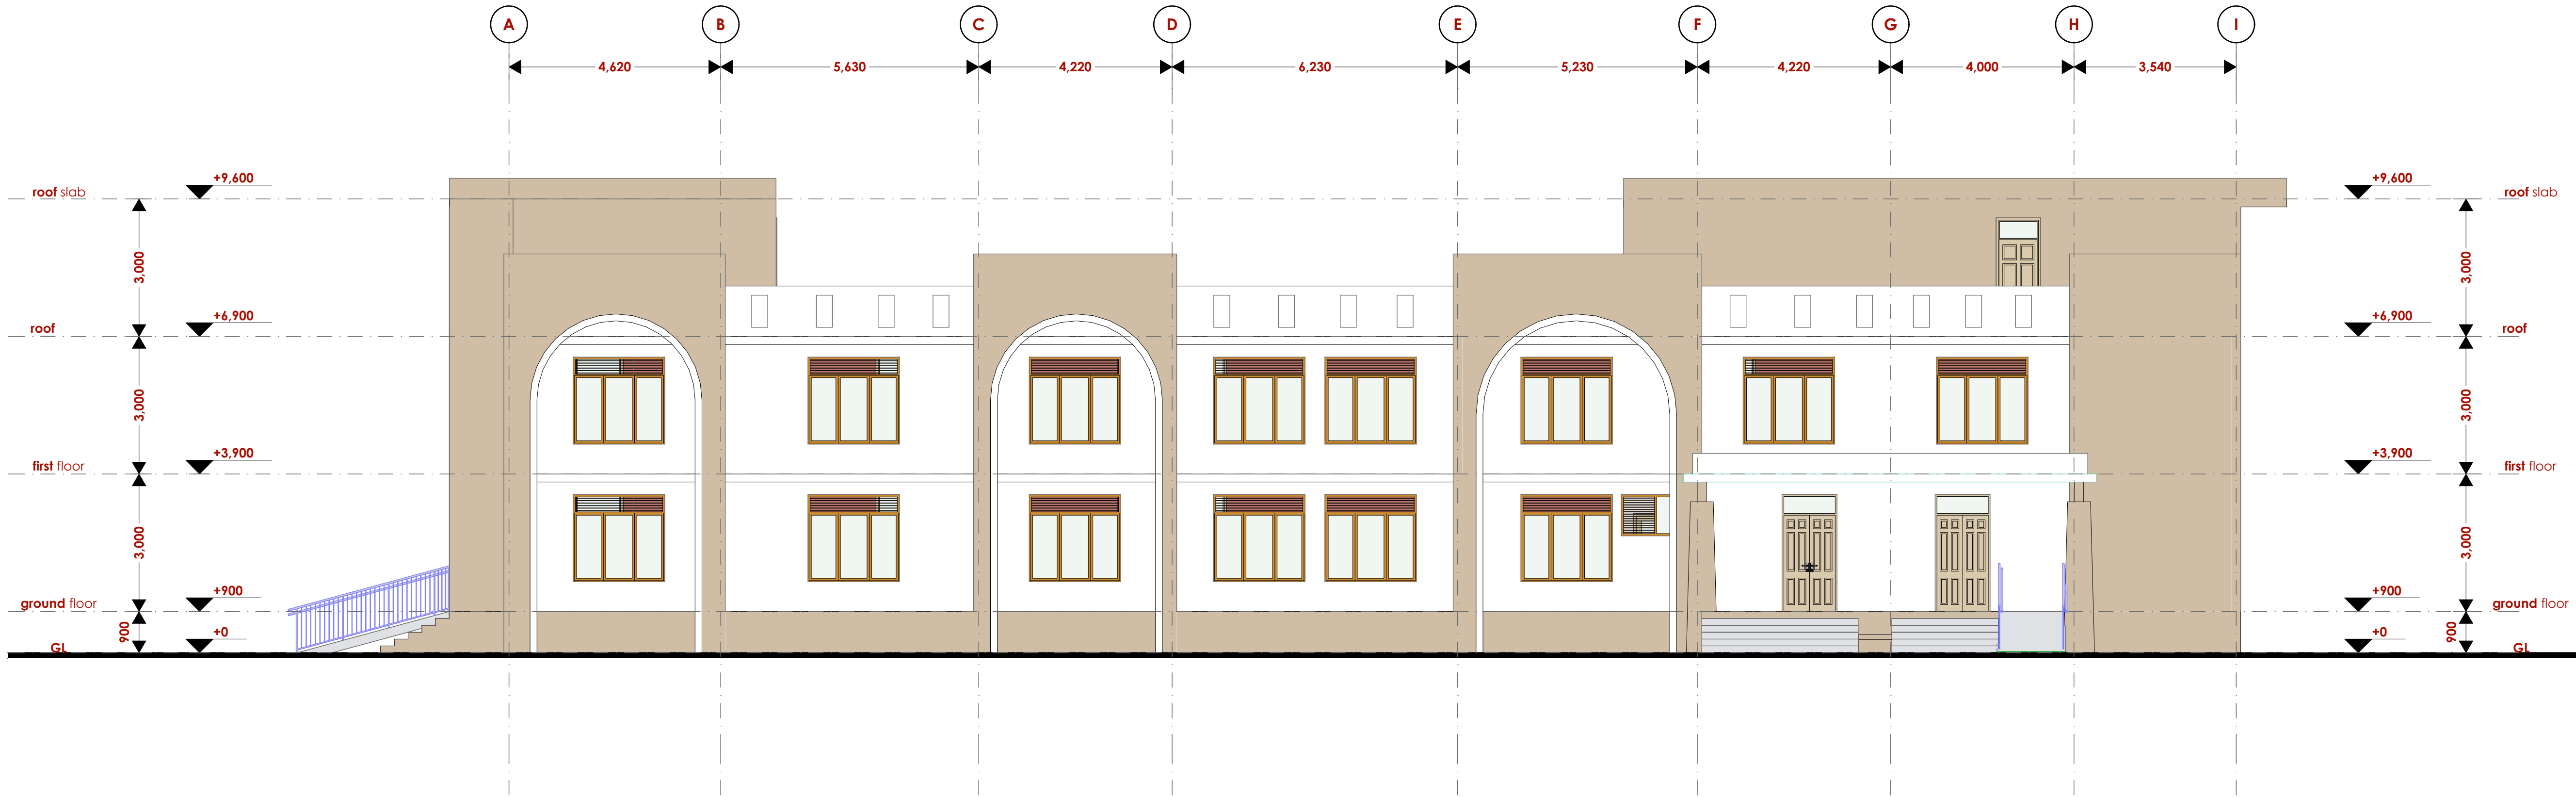 A B C D E F G H I
4,620 5,630 4,220 6,230 5,230 4,220 4,000 3,540
+9,600 +9,600
roof slab roof slab
3,000 3,000
+6,900 +6,900
roof roof
3,000 3,000
+3,900 +3,900
first floor first floor
3,000 3,000
+900 +900
ground floor ground floor
900 +0 +0 900
GL GL